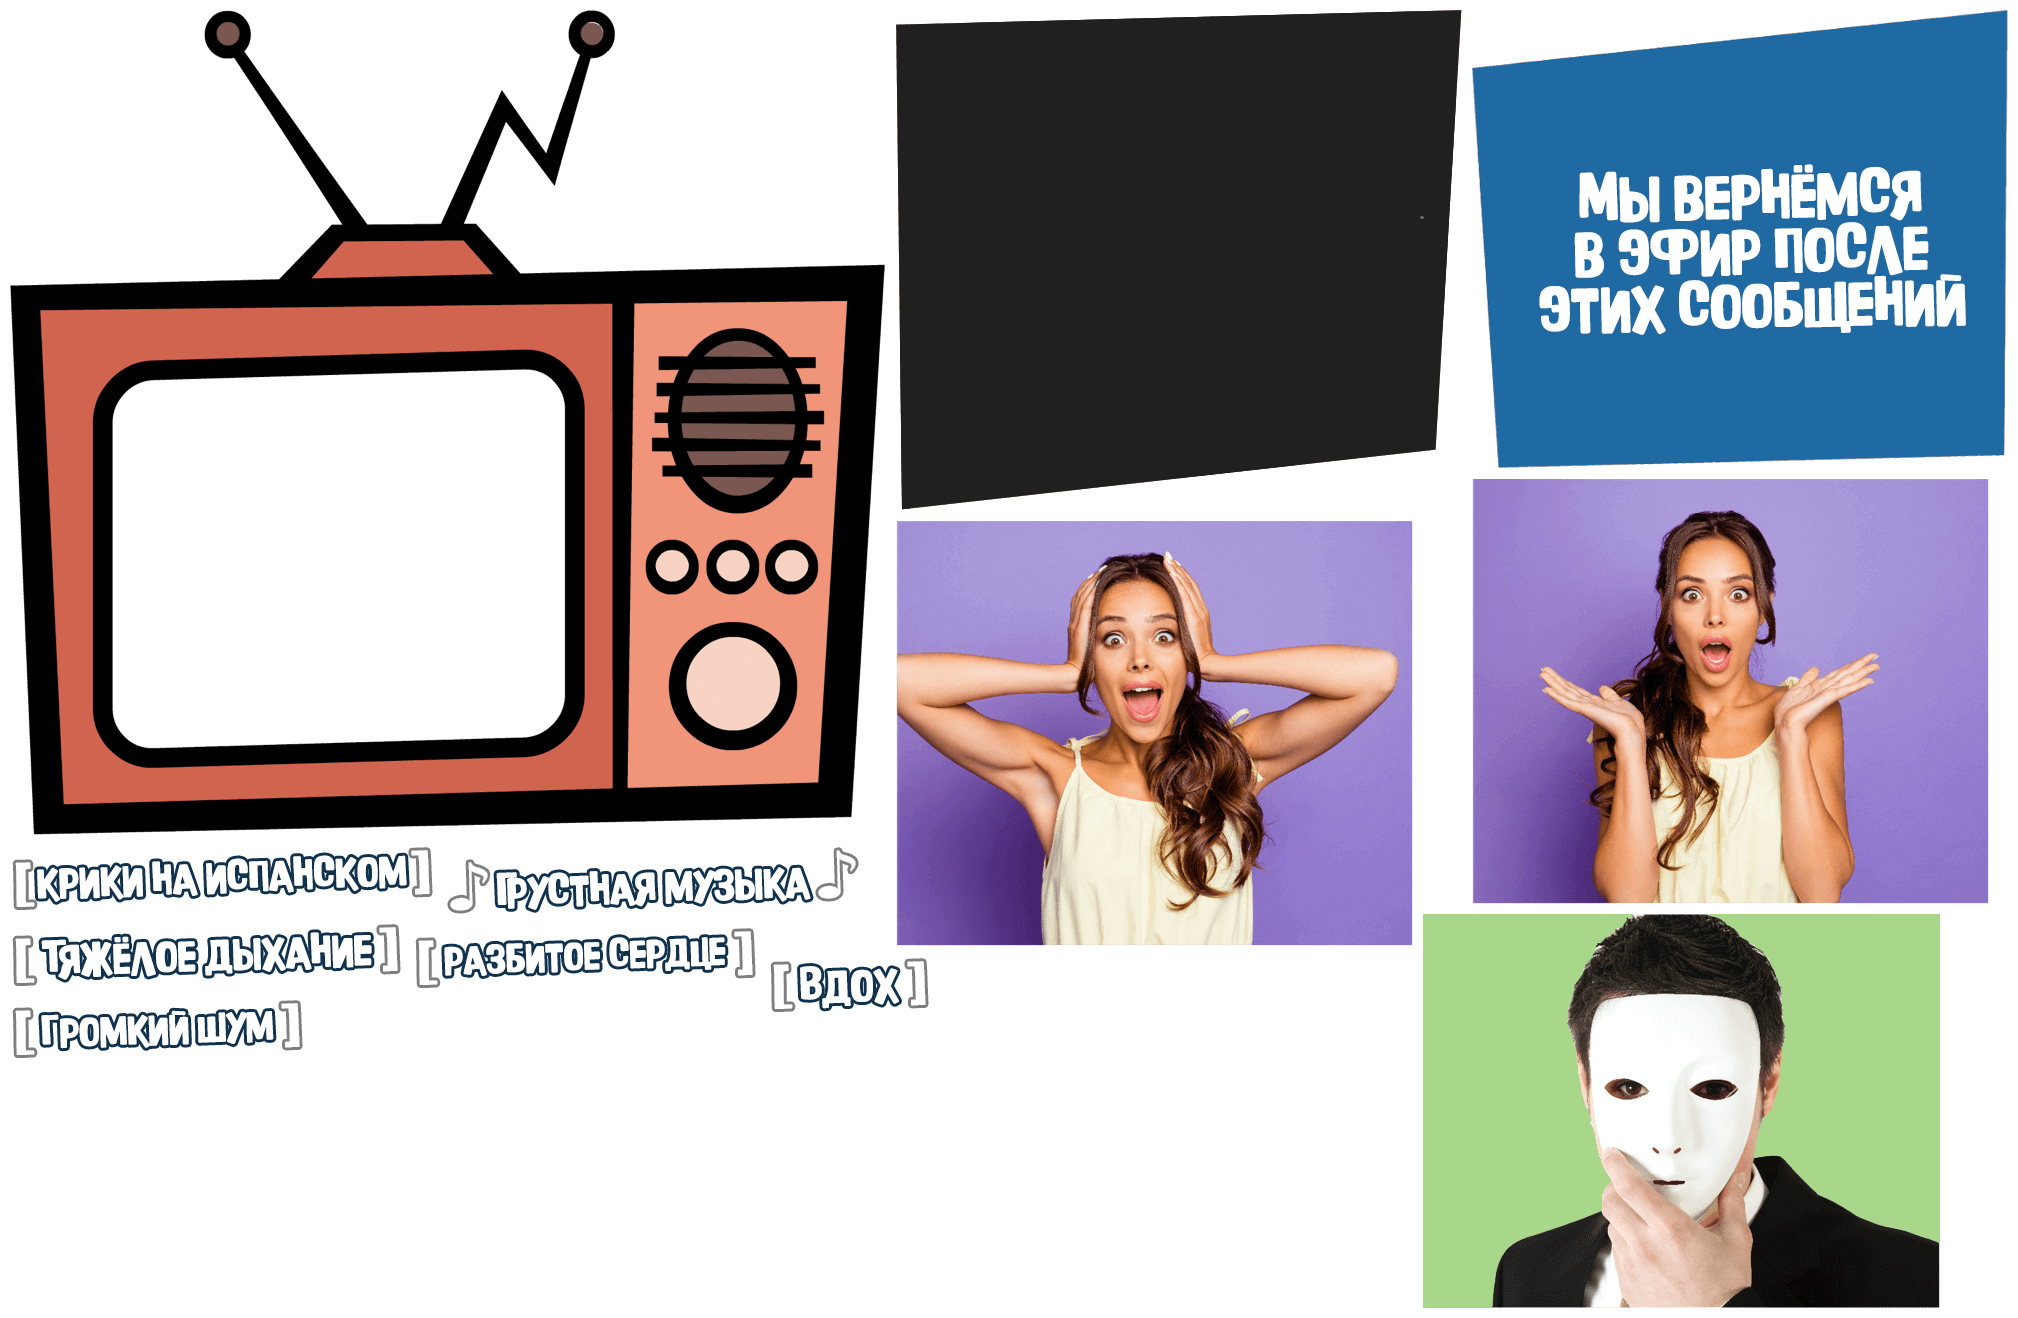 МЫ ВЕРНЁМСЯ
В ЭФИР ПОСЛЕ
ЭТИХ СООБЩЕНИЙ
[КРИКИ НА ИСПАНСКОМ]
♪ГРУСТНАЯ МУЗЫКА♪
[ТЯЖЁЛОЕ ДЫХАНИЕ]
[РАЗБИТОЕ СЕРДЦЕ]
[ВДОХ]
[ГРОМКИЙ ШУМ]